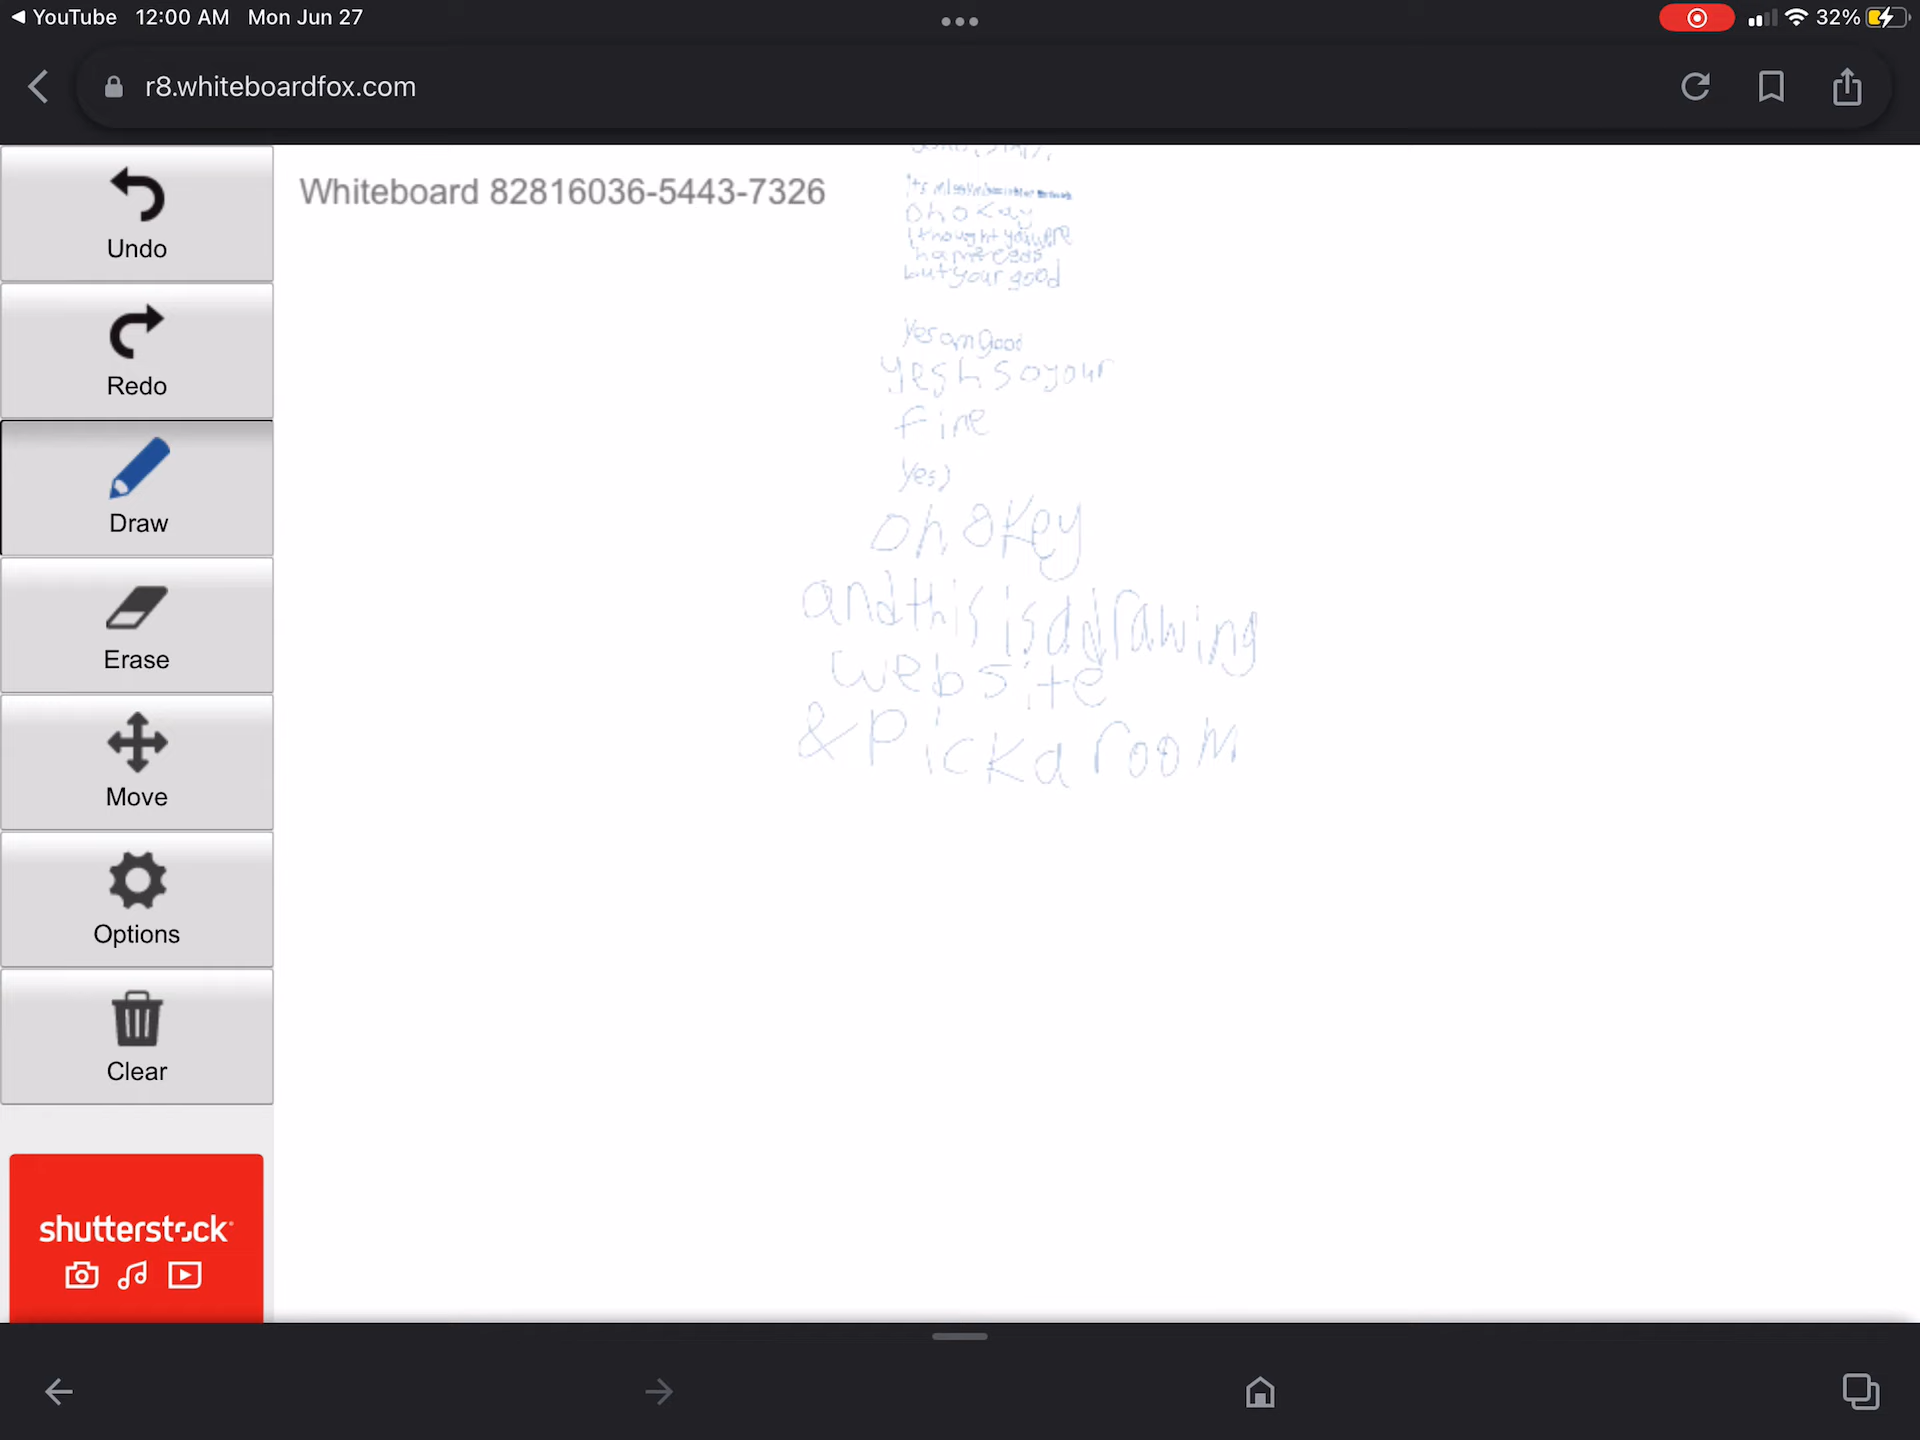 YouTube 12:00 AM Mon Jun 27
32%
r8.whiteboardfox.com
Undo
Redo
Draw
Erase
Move
Options
Clear
shutterstock
Whiteboard 82816036-5443-7326
its
oh okay
I thought you were
but your good
Yes am good
yesh so your
fine
Yes)
oh okey
and this is a drawing
website
& Pick a room